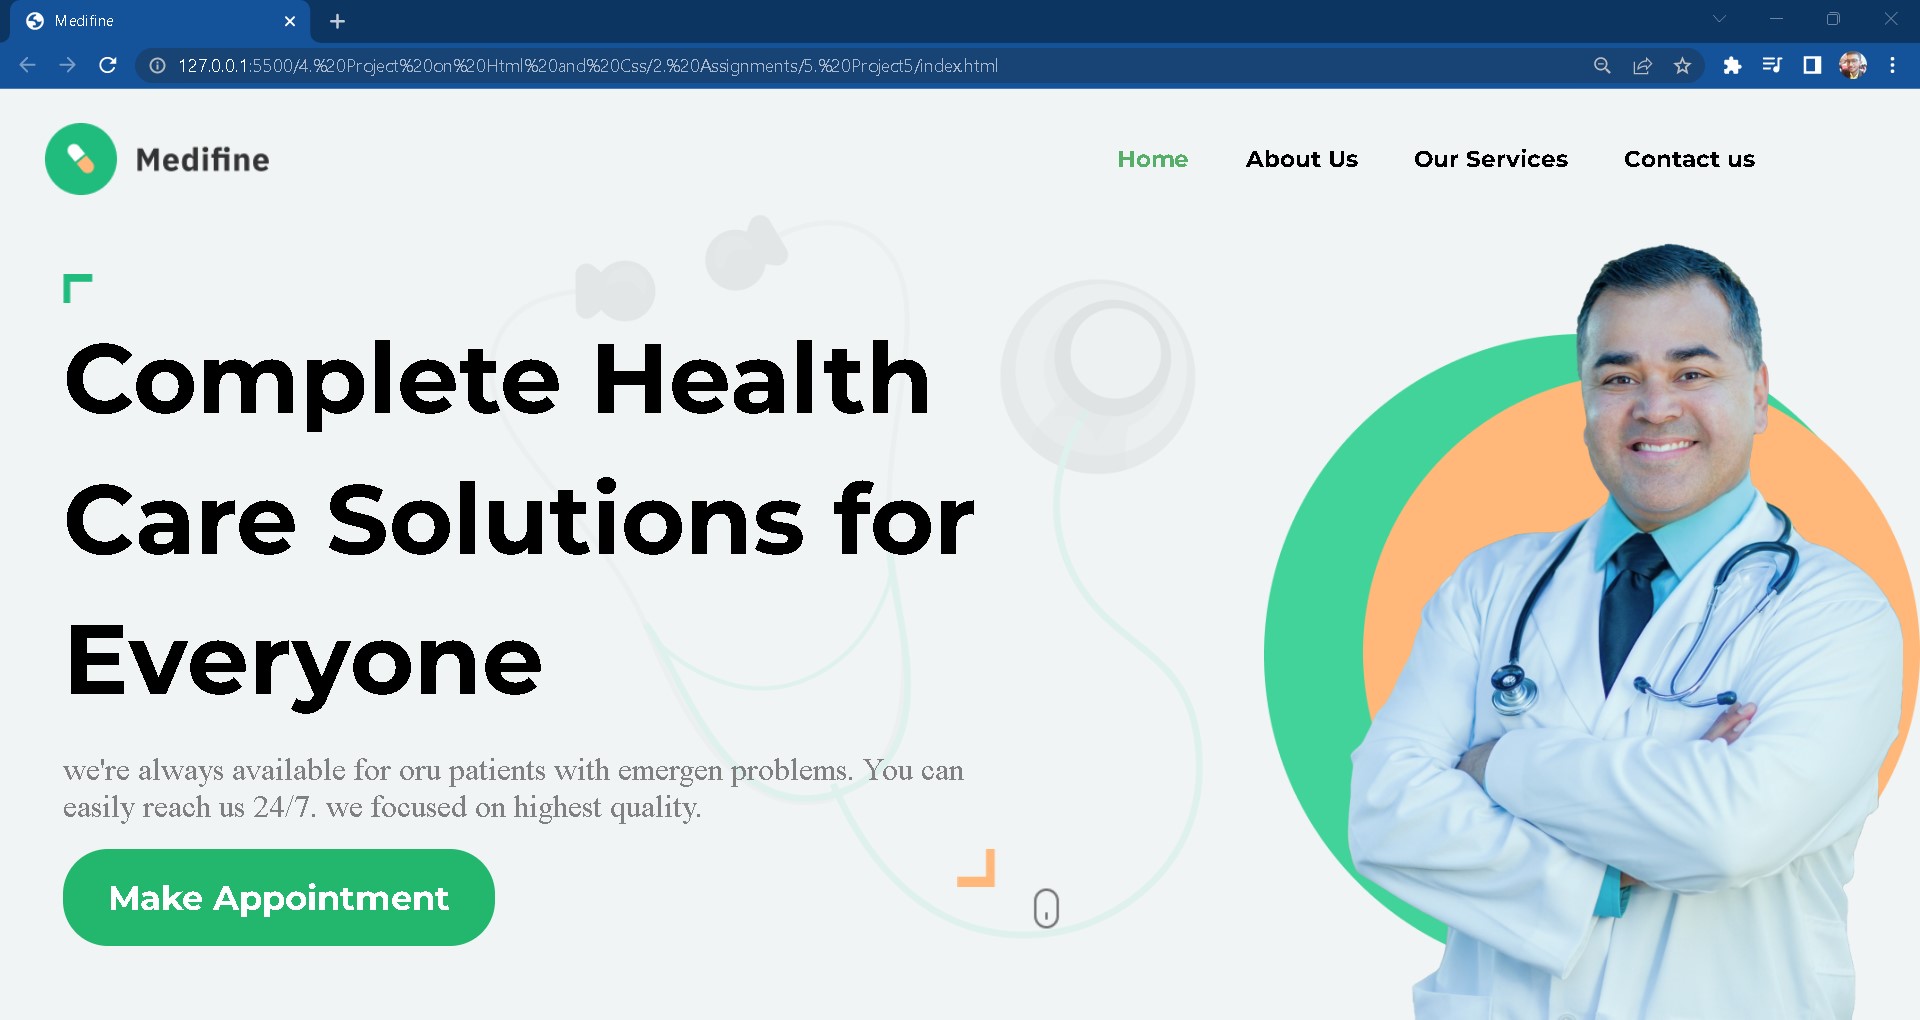 Medifine
127.0.0.1:5500/4.%20Project%20on%20Html%20and%20Css/2.%20Assignments/5.%20Project5/index.html
Medifine
Home About Us Our Services Contact us
Complete Health
Care Solutions for
Everyone
we're always available for oru patients with emergen problems. You can
easily reach us 24/7. we focused on highest quality.
Make Appointment